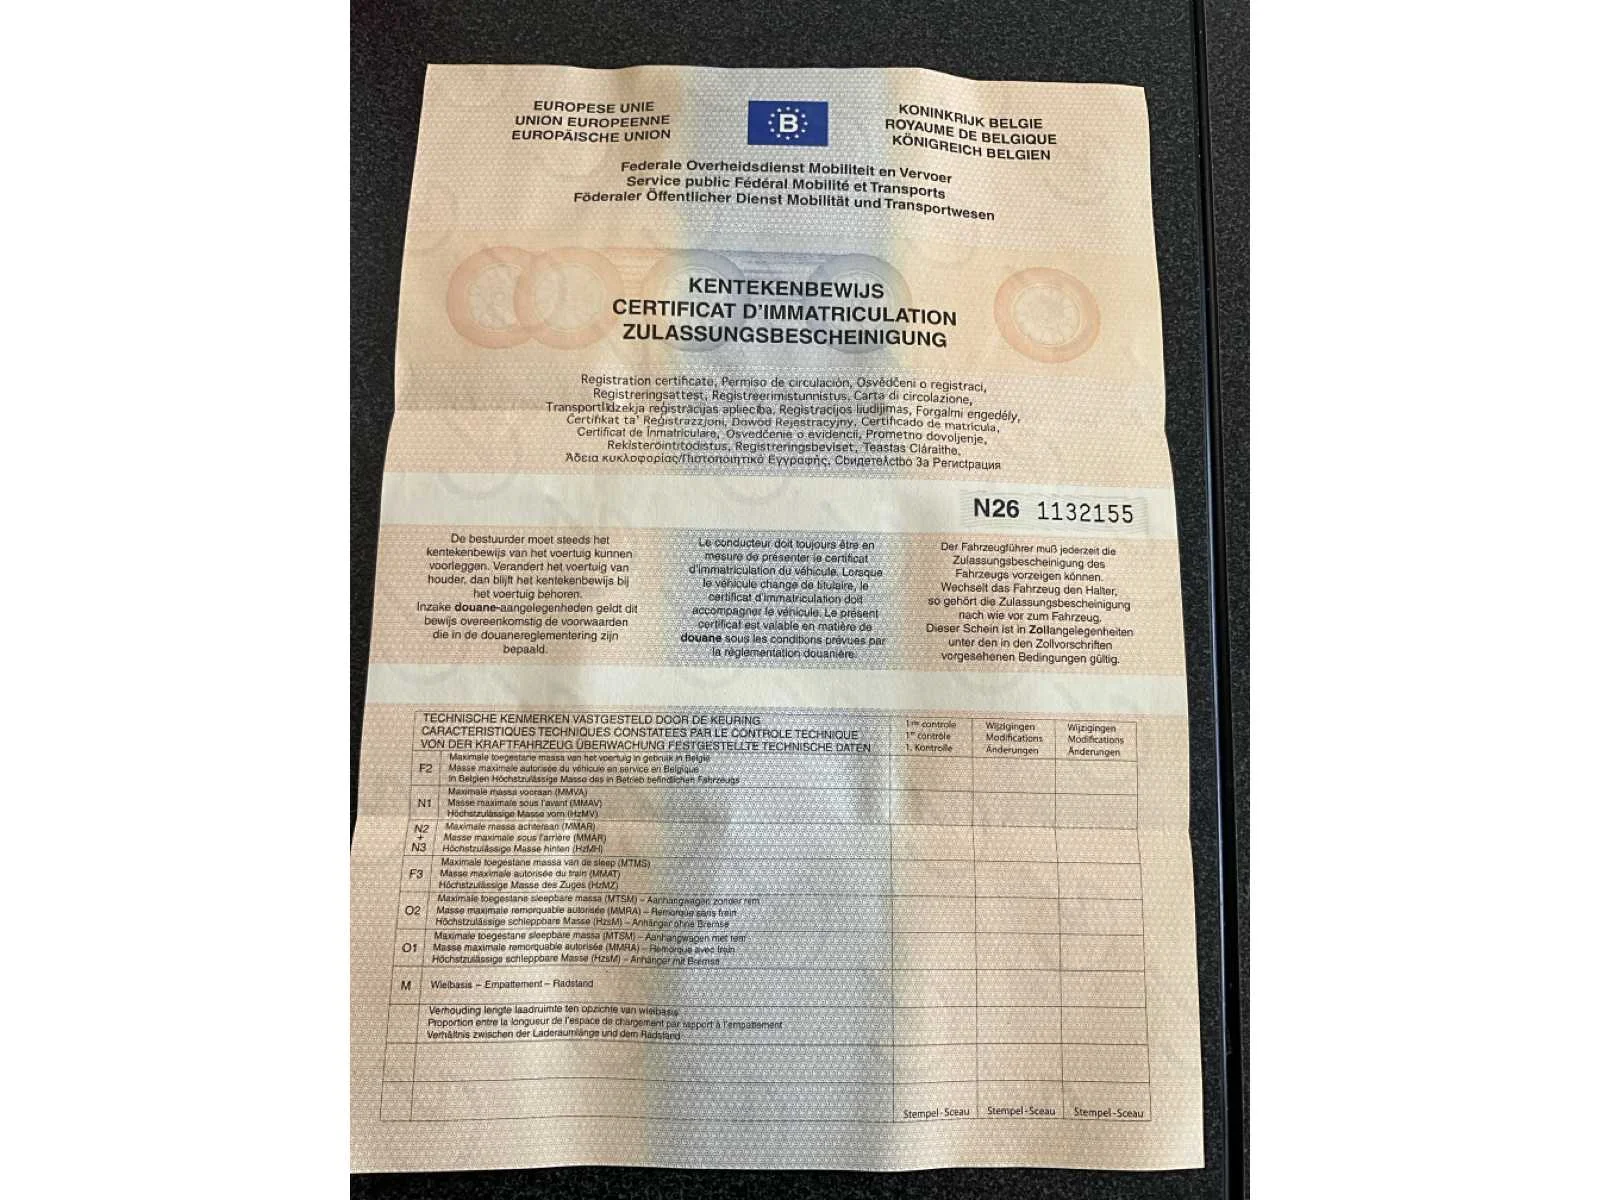 EUROPESE UNIE
UNION EUROPEENNE
EUROPÄISCHE UNION
B
KONINKRIJK BELGIE
ROYAUME DE BELGIQUE
KÖNIGREICH BELGIEN
Federale Overheidsdienst Mobiliteit en Vervoer
Service public Fédéral Mobilité et Transports
Föderaler Öffentlicher Dienst Mobilität und Transportwesen
KENTEKENBEWIJS
CERTIFICAT D'IMMATRICULATION
ZULASSUNGSBESCHEINIGUNG
Registration certificate, Permiso de circulación, Osvědčeni o registraci,
Registreringsattest, Registreerimistunnistus, Carta di circolazione,
Transportlīdzekja reģistrācijas apliecība, Registracijos liudijimas, Forgalmi engedély,
Ċertifikat ta' Reġistrazzjoni, Dowód Rejestracyjny, Certificado de matrícula,
Certificat de Înmatriculare, Osvedčenie o evidencii, Prometno dovoljenje,
Rekisteröintitodistus, Registreringsbeviset, Teastas Cláraithe,
Άδεια κυκλοφορίας/Πιστοποιητικό Εγγραφής, Свидетелство За Регистрация
N26 1132155
De bestuurder moet steeds het
kentekenbewijs van het voertuig kunnen
voorleggen. Verandert het voertuig van
houder, dan blijft het kentekenbewijs bij
het voertuig behoren.
Inzake douane-aangelegenheden geldt dit
bewijs overeenkomstig de voorwaarden
die in de douanereglementering zijn
bepaald.
Le conducteur doit toujours être en
mesure de présenter le certificat
d'immatriculation du véhicule. Lorsque
le véhicule change de titulaire, le
certificat d'immatriculation doit
accompagner le véhicule. Le présent
certificat est valable en matière de
douane sous les conditions prévues par
la réglementation douanière.
Der Fahrzeugführer muß jederzeit die
Zulassungsbescheinigung des
Fahrzeugs vorzeigen können.
Wechselt das Fahrzeug den Halter,
so gehört die Zulassungsbescheinigung
nach wie vor zum Fahrzeug.
Dieser Schein ist in Zollangelegenheiten
unter den in den Zollvorschriften
vorgesehenen Bedingungen gültig.
TECHNISCHE KENMERKEN VASTGESTELD DOOR DE KEURING
CARACTERISTIQUES TECHNIQUES CONSTATEES PAR LE CONTROLE TECHNIQUE
VON DER KRAFTFAHRZEUG ÜBERWACHUNG FESTGESTELLTE TECHNISCHE DATEN
1ste controle
1er contrôle
1. Kontrolle
Wijzigingen
Modifications
Änderungen
Wijzigingen
Modifications
Änderungen
F2
Maximale toegestane massa van het voertuig in gebruik in België
Masse maximale autorisée du véhicule en service en Belgique
In Belgien Höchstzulässige Masse des in Betrieb befindlichen Fahrzeugs
N1
Maximale massa vooraan (MMVA)
Masse maximale sous l'avant (MMAV)
Höchstzulässige Masse vorn (HzMV)
N2
+
N3
Maximale massa achteraan (MMAR)
Masse maximale sous l'arrière (MMAR)
Höchstzulässige Masse hinten (HzMH)
F3
Maximale toegestane massa van de sleep (MTMS)
Masse maximale autorisée du train (MMAT)
Höchstzulässige Masse des Zuges (HzMZ)
O2
Maximale toegestane sleepbare massa (MTSM) – Aanhangwagen zonder rem
Masse maximale remorquable autorisée (MMRA) – Remorque sans frein
Höchstzulässige schleppbare Masse (HzsM) – Anhänger ohne Bremse
O1
Maximale toegestane sleepbare massa (MTSM) – Aanhangwagen met rem
Masse maximale remorquable autorisée (MMRA) – Remorque avec frein
Höchstzulässige schleppbare Masse (HzsM) – Anhänger mit Bremse
M
Wielbasis – Empattement – Radstand
Verhouding lengte laadruimte ten opzichte van wielbasis
Proportion entre la longueur de l'espace de chargement par rapport à l'empattement
Verhältnis zwischen der Laderaumlänge und dem Radstand
Stempel-Sceau
Stempel-Sceau
Stempel-Sceau